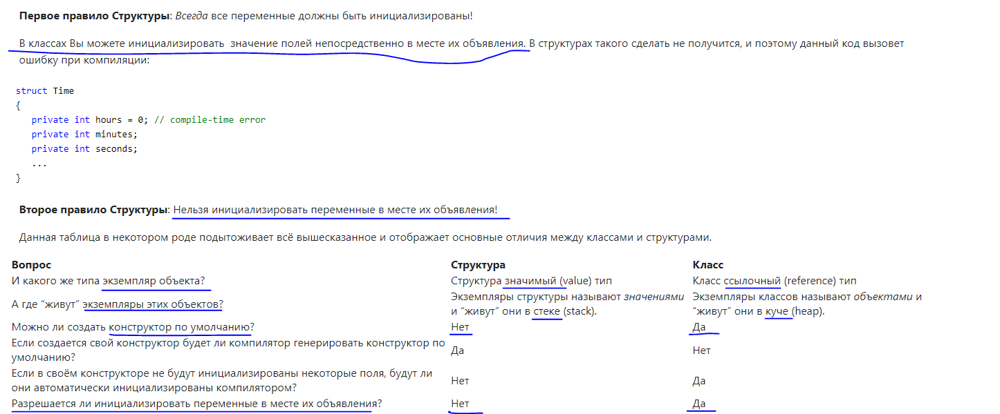 Первое правило Структуры: Всегда все переменные должны быть инициализированы!
В классах Вы можете инициализировать значение полей непосредственно в месте их объявления. В структурах такого сделать не получится, и поэтому данный код вызовет
ошибку при компиляции:
struct Time
{
private int hours = 0; // compile-time error
private int minutes;
private int seconds;
...
}
Второе правило Структуры: Нельзя инициализировать переменные в месте их объявления!
Данная таблица в некотором роде подытоживает всё вышесказанное и отображает основные отличия между классами и структурами.
Вопрос Структура Класс
И какого же типа экземпляр объекта? Структура значимый (value) тип Класс ссылочный (reference) тип
А где “живут” экземпляры этих объектов? Экземпляры структуры называют значениями Экземпляры классов называют объектами и
и “живут” они в стеке (stack). “живут” они в куче (heap).
Можно ли создать конструктор по умолчанию? Нет Да
Если создается свой конструктор будет ли компилятор генерировать конструктор по
умолчанию? Да Нет
Если в своём конструкторе не будут инициализированы некоторые поля, будут ли
они автоматически инициализированы компилятором? Нет Да
Разрешается ли инициализировать переменные в месте их объявления? Нет Да